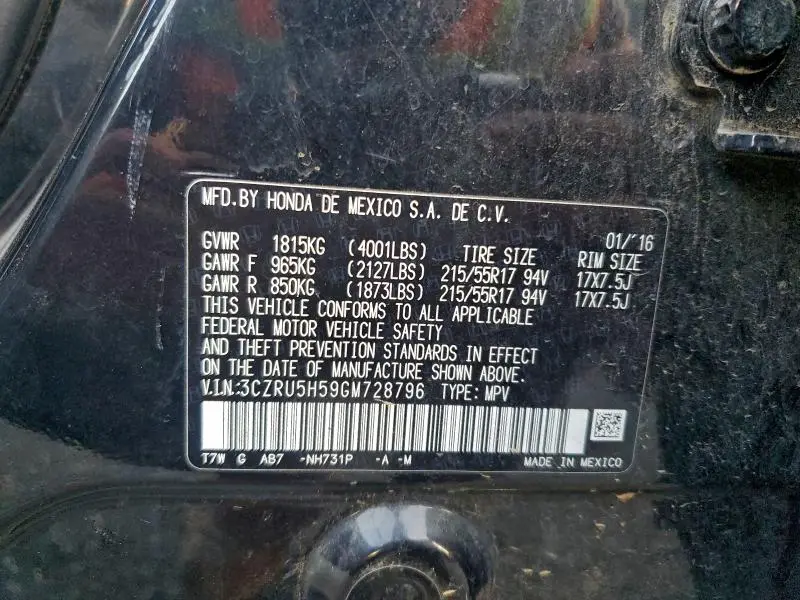 MFD.BY HONDA DE MEXICO S.A. DE C.V.
01/'16
GVWR 1815KG (4001LBS) TIRE SIZE RIM SIZE
GAWR F 965KG (2127LBS) 215/55R17 94V 17X7.5J
GAWR R 850KG (1873LBS) 215/55R17 94V 17X7.5J
THIS VEHICLE CONFORMS TO ALL APPLICABLE
FEDERAL MOTOR VEHICLE SAFETY
AND THEFT PREVENTION STANDARDS IN EFFECT
ON THE DATE OF MANUFACTURE SHOWN ABOVE.
V.I.N.:3CZRU5H59GM728796 TYPE: MPV
T7W G AB7 -NH731P -A -M MADE IN MEXICO